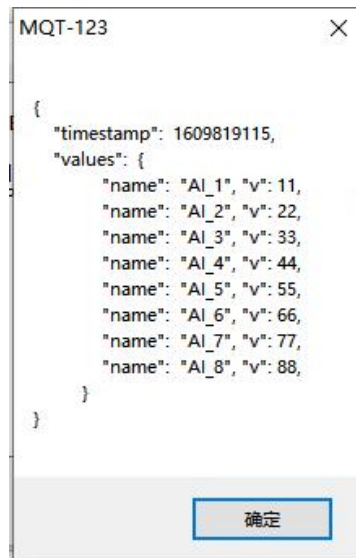 MQT-123
{
"timestamp": 1609819115,
"values": {
"name": "AI_1", "v": 11,
"name": "AI_2", "v": 22,
"name": "AI_3", "v": 33,
"name": "AI_4", "v": 44,
"name": "AI_5", "v": 55,
"name": "AI_6", "v": 66,
"name": "AI_7", "v": 77,
"name": "AI_8", "v": 88,
}
}
确定